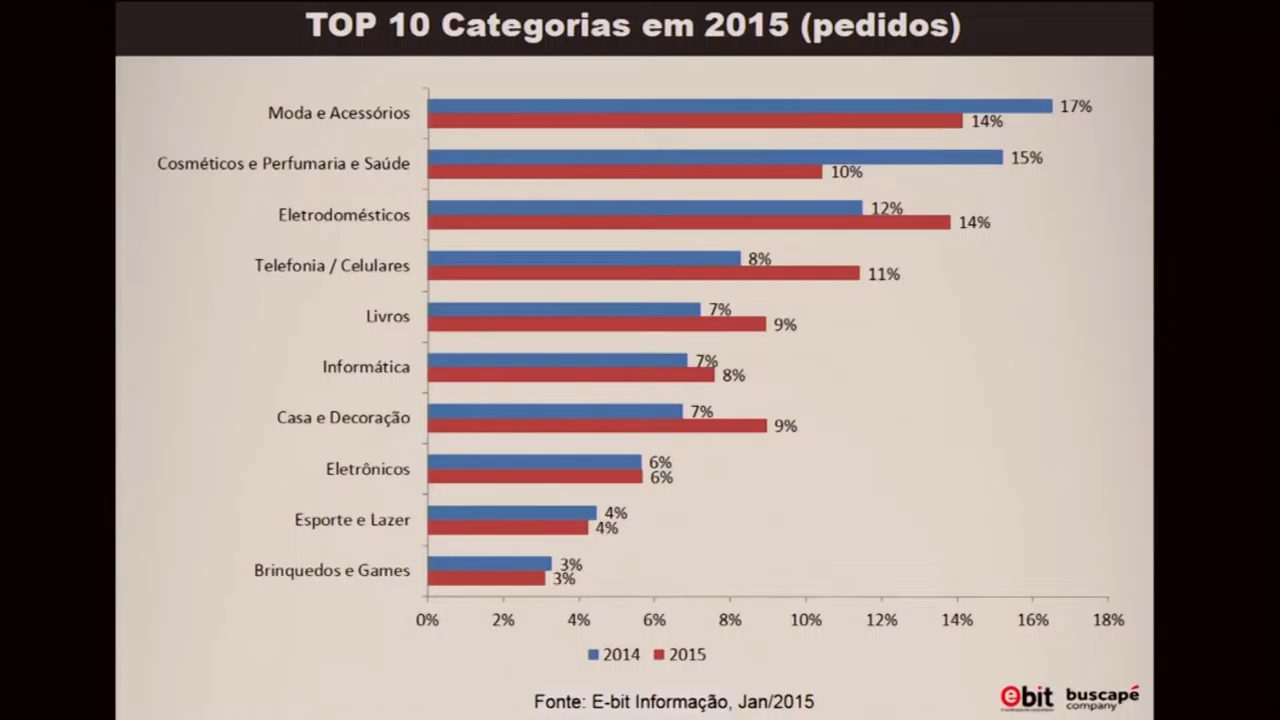 TOP 10 Categorias em 2015 (pedidos)
Moda e Acessórios
17%
14%
Cosméticos e Perfumaria e Saúde
15%
10%
Eletrodomésticos
12%
14%
Telefonia / Celulares
8%
11%
Livros
7%
9%
Informática
7%
8%
Casa e Decoração
7%
9%
Eletrônicos
6%
6%
Esporte e Lazer
4%
4%
Brinquedos e Games
3%
3%
0% 2% 4% 6% 8% 10% 12% 14% 16% 18%
2014 2015
Fonte: E-bit Informação, Jan/2015
ebit
buscapé
company